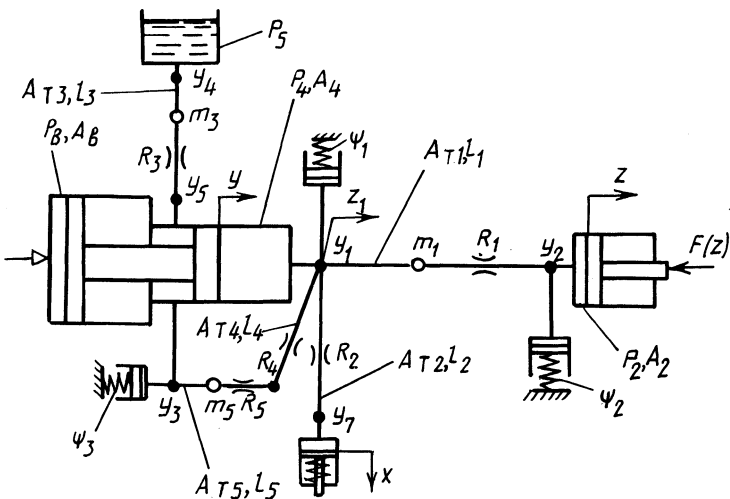 P5
y4
AT3, l3
m3
P4, A4
PB, AB
R3
ψ1
AT1, l1
y5
y
z1
z
y1
m1
R1
y2
F(z)
AT4, l4
R4
R2
AT2, l2
P2, A2
ψ2
ψ3
y3
m5
R5
y7
AT5, l5
x